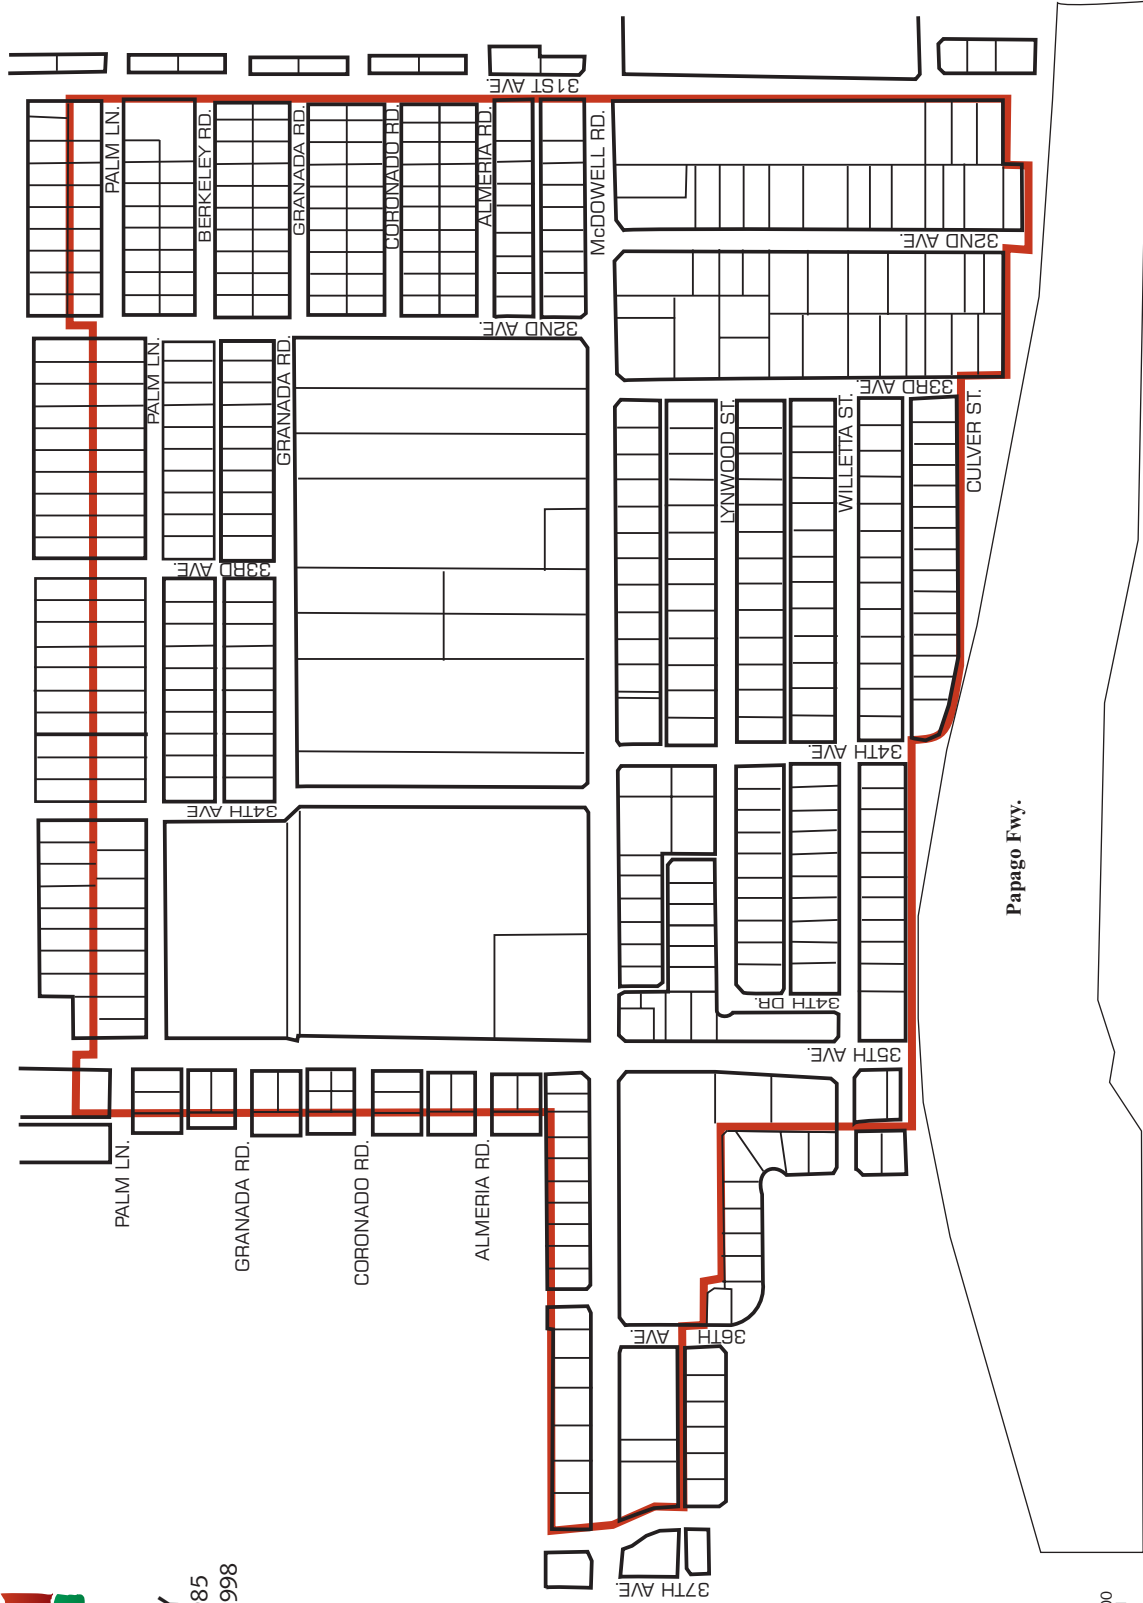 31ST AVE.
PALM LN.
BERKELEY RD.
GRANADA RD.
CORONADO RD.
ALMERIA RD.
McDOWELL RD.
32ND AVE.
32ND AVE.
PALM LN.
GRANADA RD.
33RD AVE.
LYNWOOD ST.
WILLETTA ST.
CULVER ST.
33RD AVE.
34TH AVE.
34TH AVE
Papago Fwy.
34TH DR.
35TH AVE.
PALM LN.
GRANADA RD.
CORONADO RD.
ALMERIA RD.
36TH AVE.
37TH AVE.
85
998
00